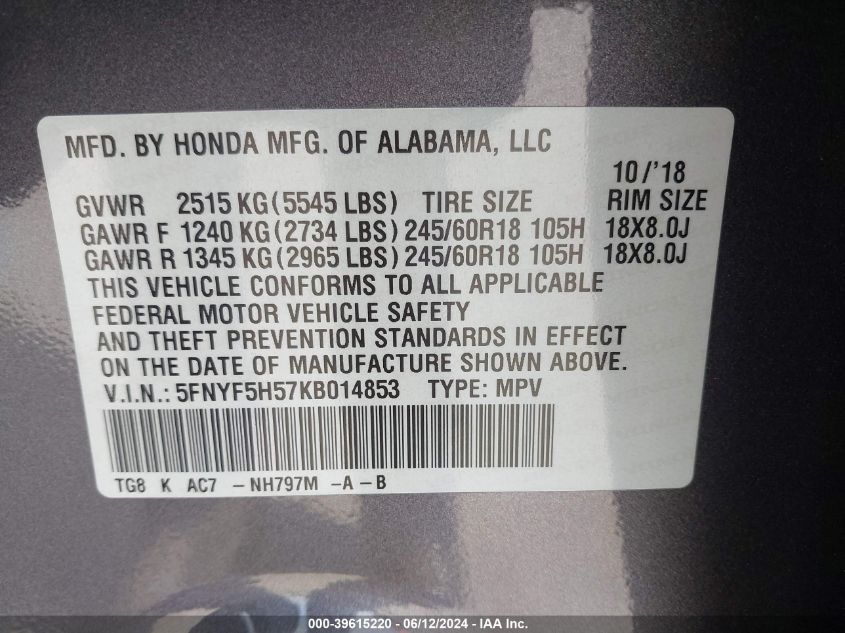 MFD. BY HONDA MFG. OF ALABAMA, LLC
10/'18
GVWR 2515 KG(5545 LBS) TIRE SIZE RIM SIZE
GAWR F 1240 KG(2734 LBS) 245/60R18 105H 18X8.0J
GAWR R 1345 KG(2965 LBS) 245/60R18 105H 18X8.0J
THIS VEHICLE CONFORMS TO ALL APPLICABLE
FEDERAL MOTOR VEHICLE SAFETY
AND THEFT PREVENTION STANDARDS IN EFFECT
ON THE DATE OF MANUFACTURE SHOWN ABOVE.
V.I.N.: 5FNYF5H57KB014853 TYPE: MPV
TG8 K AC7 -NH797M -A -B
000-39615220 - 06/12/2024 - IAA Inc.